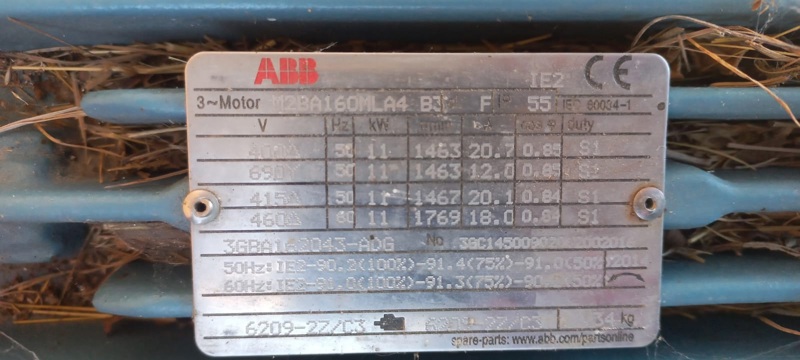 ABB IE2 CE
3~Motor M2BA160MLA4 B3 F IP 55 IEC 60034-1
V Hz kW r/min cos φ duty
Δ 50 11 1463 20.7 0.85 S1
690Y 50 11 1463 12.0 0.85 S1
415Δ 50 11 1467 20.1 0.84 S1
460Δ 60 11 1769 18.0 0.84 S1
3GBA162043-ADG No
50Hz:IE2-90.2(100%)-91.4(75%)-91.0(50%)
60Hz:IE2-91.0(100%)-91.3(75%)
6209-2Z/C3 kg
spare-parts: www.abb.com/partsonline